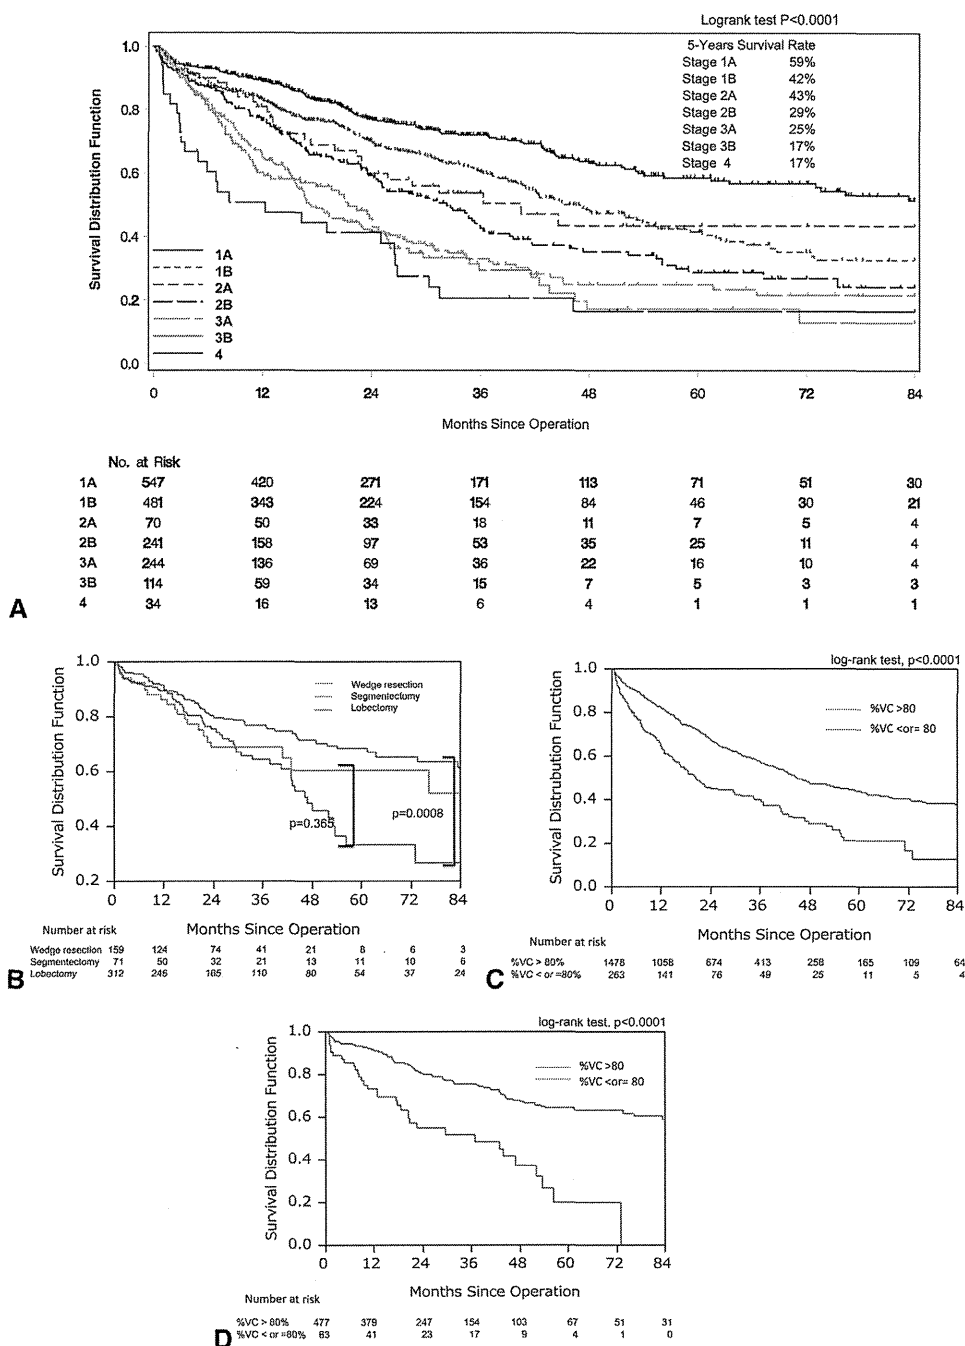 Logrank test P<0.0001
5-Years Survival Rate
Stage 1A 59%
Stage 1B 42%
Stage 2A 43%
Stage 2B 29%
Stage 3A 25%
Stage 3B 17%
Stage 4 17%
Survival Distribution Function
1.0
0.8
0.6
0.4
0.2
0.0
1A
1B
2A
2B
3A
3B
4
0 12 24 36 48 60 72 84
Months Since Operation
No. at Risk
1A 547 420 271 171 113 71 51 30
1B 481 343 224 154 84 46 30 21
2A 70 50 33 18 11 7 5 4
2B 241 158 97 53 35 25 11 4
3A 244 136 69 36 22 16 10 4
3B 114 59 34 15 7 5 3 3
4 34 16 13 6 4 1 1 1
A
Survival Distribution Function
1.0
0.8
0.6
0.4
0.2
Wedge resection
Segmentectomy
Lobectomy
p=0.365
p=0.0008
0 12 24 36 48 60 72 84
Months Since Operation
Number at risk
Wedge resection 159 124 74 41 21 8 6 3
Segmentectomy 71 50 32 21 13 11 10 6
Lobectomy 312 246 165 110 80 54 37 24
B
log-rank test, p<0.0001
Survival Distrubution Function
1.0
0.8
0.6
0.4
0.2
0.0
%VC >80
%VC <or= 80
0 12 24 36 48 60 72 84
Months Since Operation
Number at risk
%VC > 80% 1478 1058 674 413 258 165 109 64
%VC < or =80% 263 141 76 49 25 11 5 4
C
log-rank test. p<0.0001
Survival Distribution Function
1.0
0.8
0.6
0.4
0.2
0.0
%VC >80
%VC <or= 80
0 12 24 36 48 60 72 84
Months Since Operation
Number at risk
%VC > 80% 477 379 247 154 103 67 51 31
%VC < or =80% 63 41 23 17 9 4 1 0
D